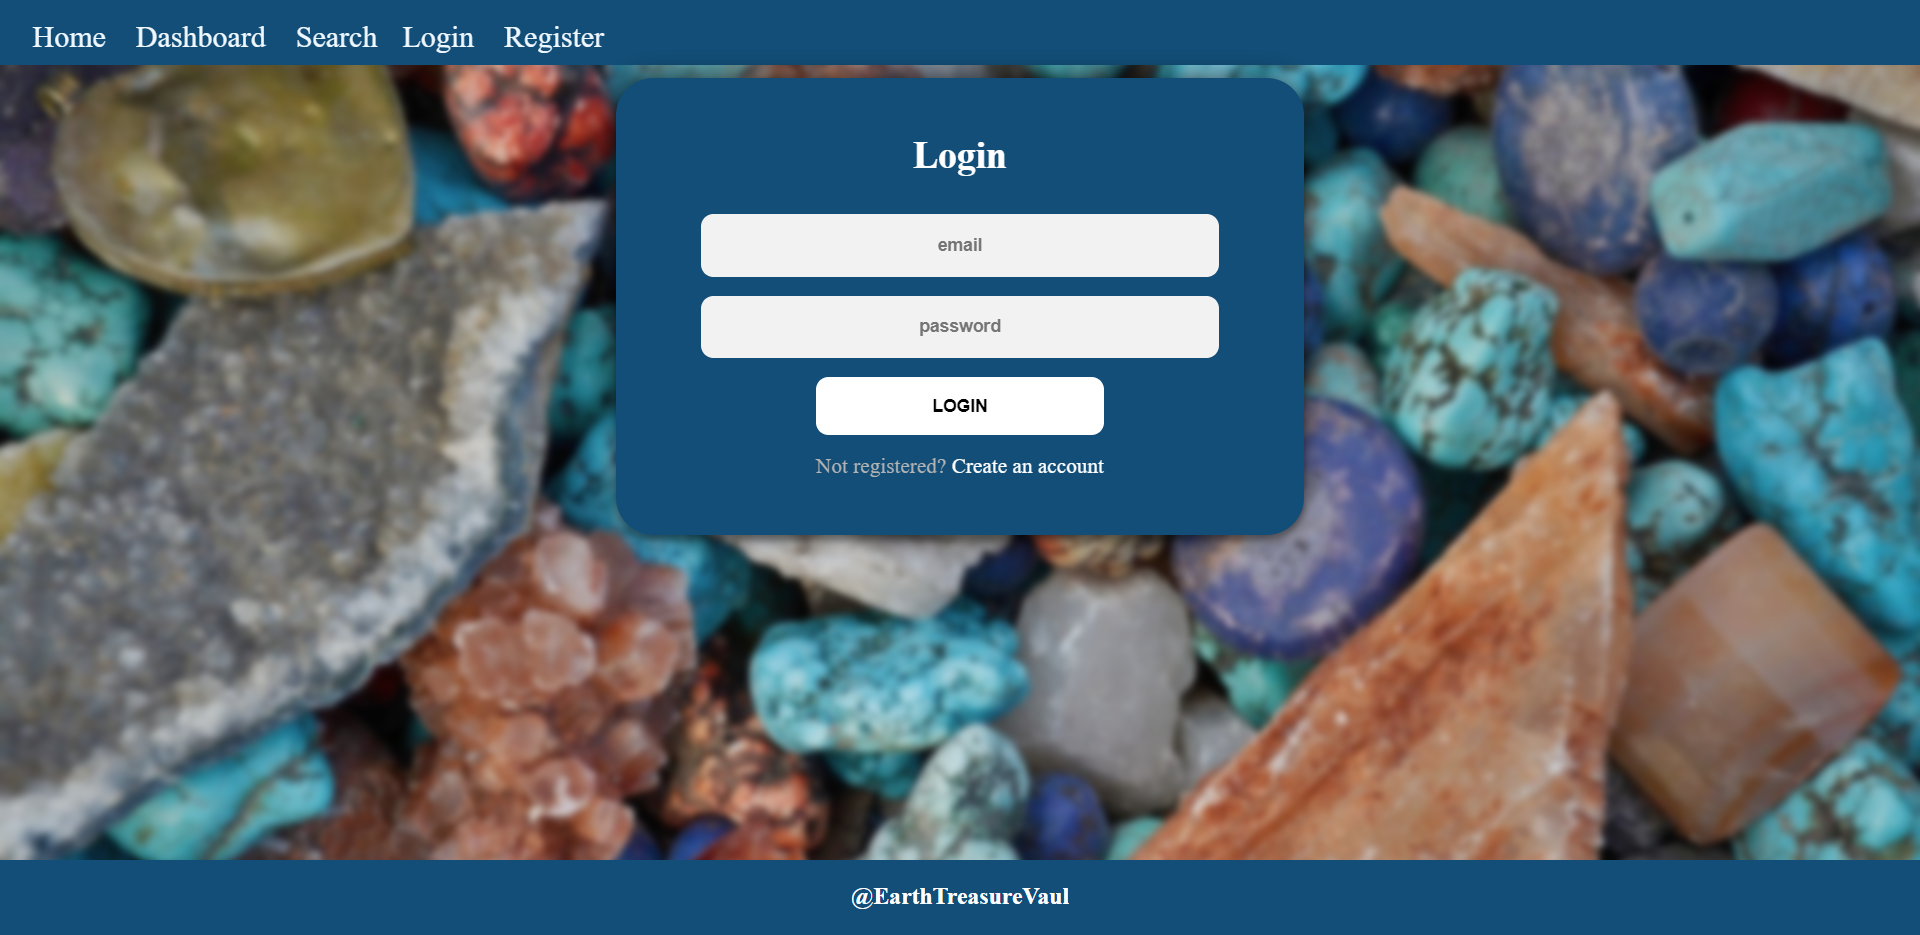 Home Dashboard Search Login Register
Login
email
password
LOGIN
Not registered? Create an account
@EarthTreasureVaul